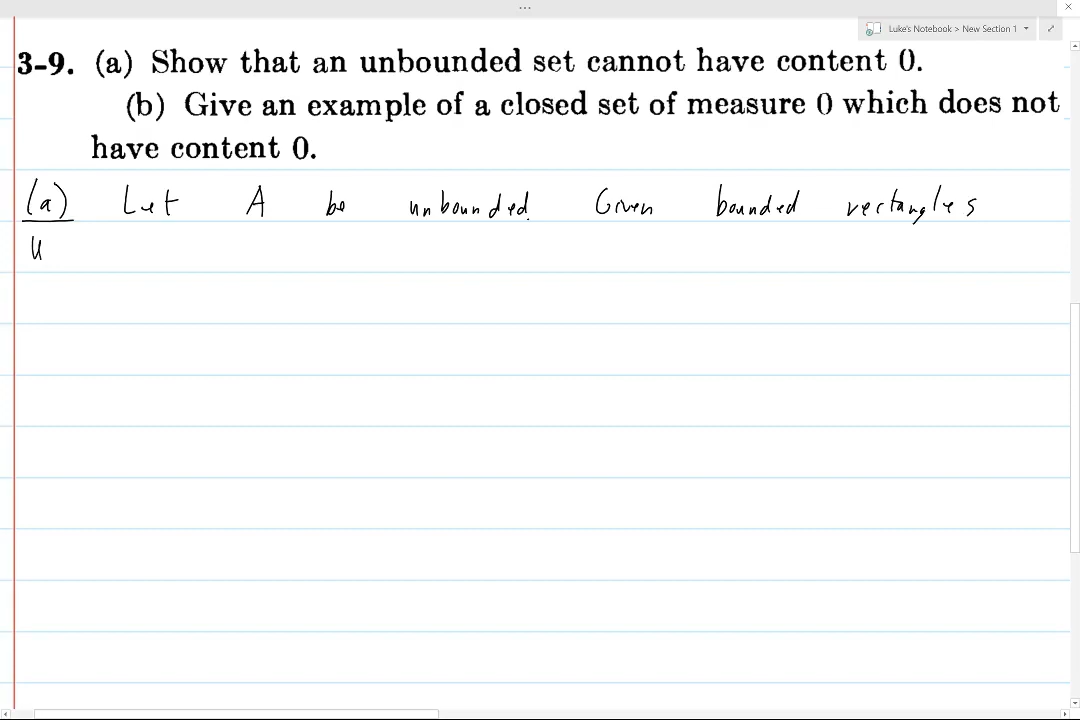 Luke's Notebook > New Section 1
3-9. (a) Show that an unbounded set cannot have content 0.
(b) Give an example of a closed set of measure 0 which does not
have content 0.
(a) Let A be unbounded. Given bounded rectangles
U